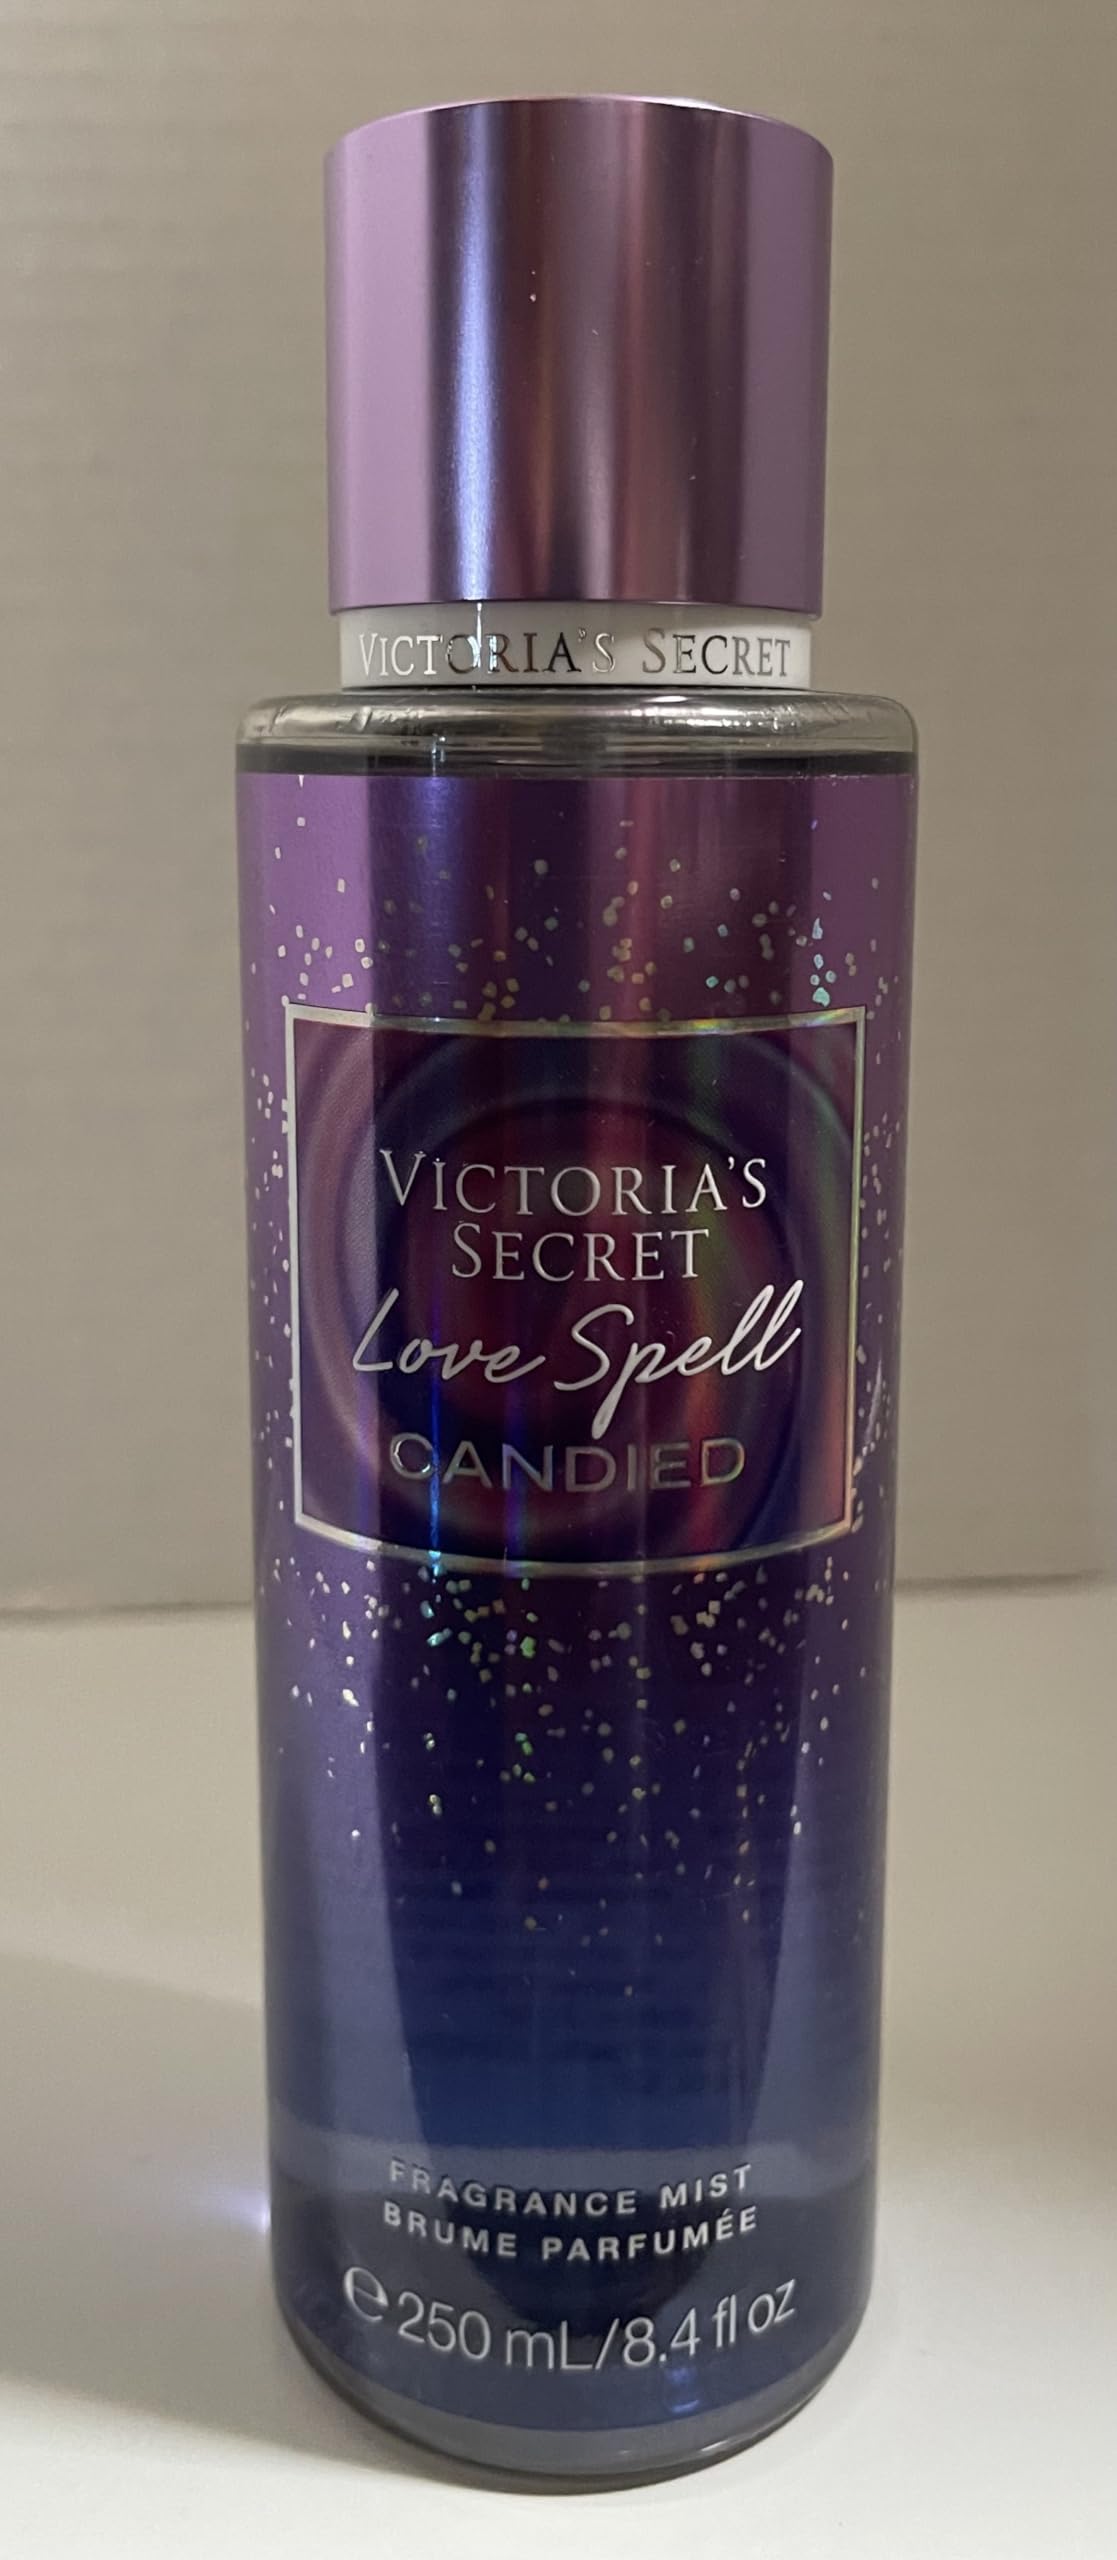 VICTORIA'S SECRET
VICTORIA'S
SECRET
Love Spell
CANDIED
FRAGRANCE MIST
BRUME PARFUMÉE
℮ 250 mL/8.4 fl oz